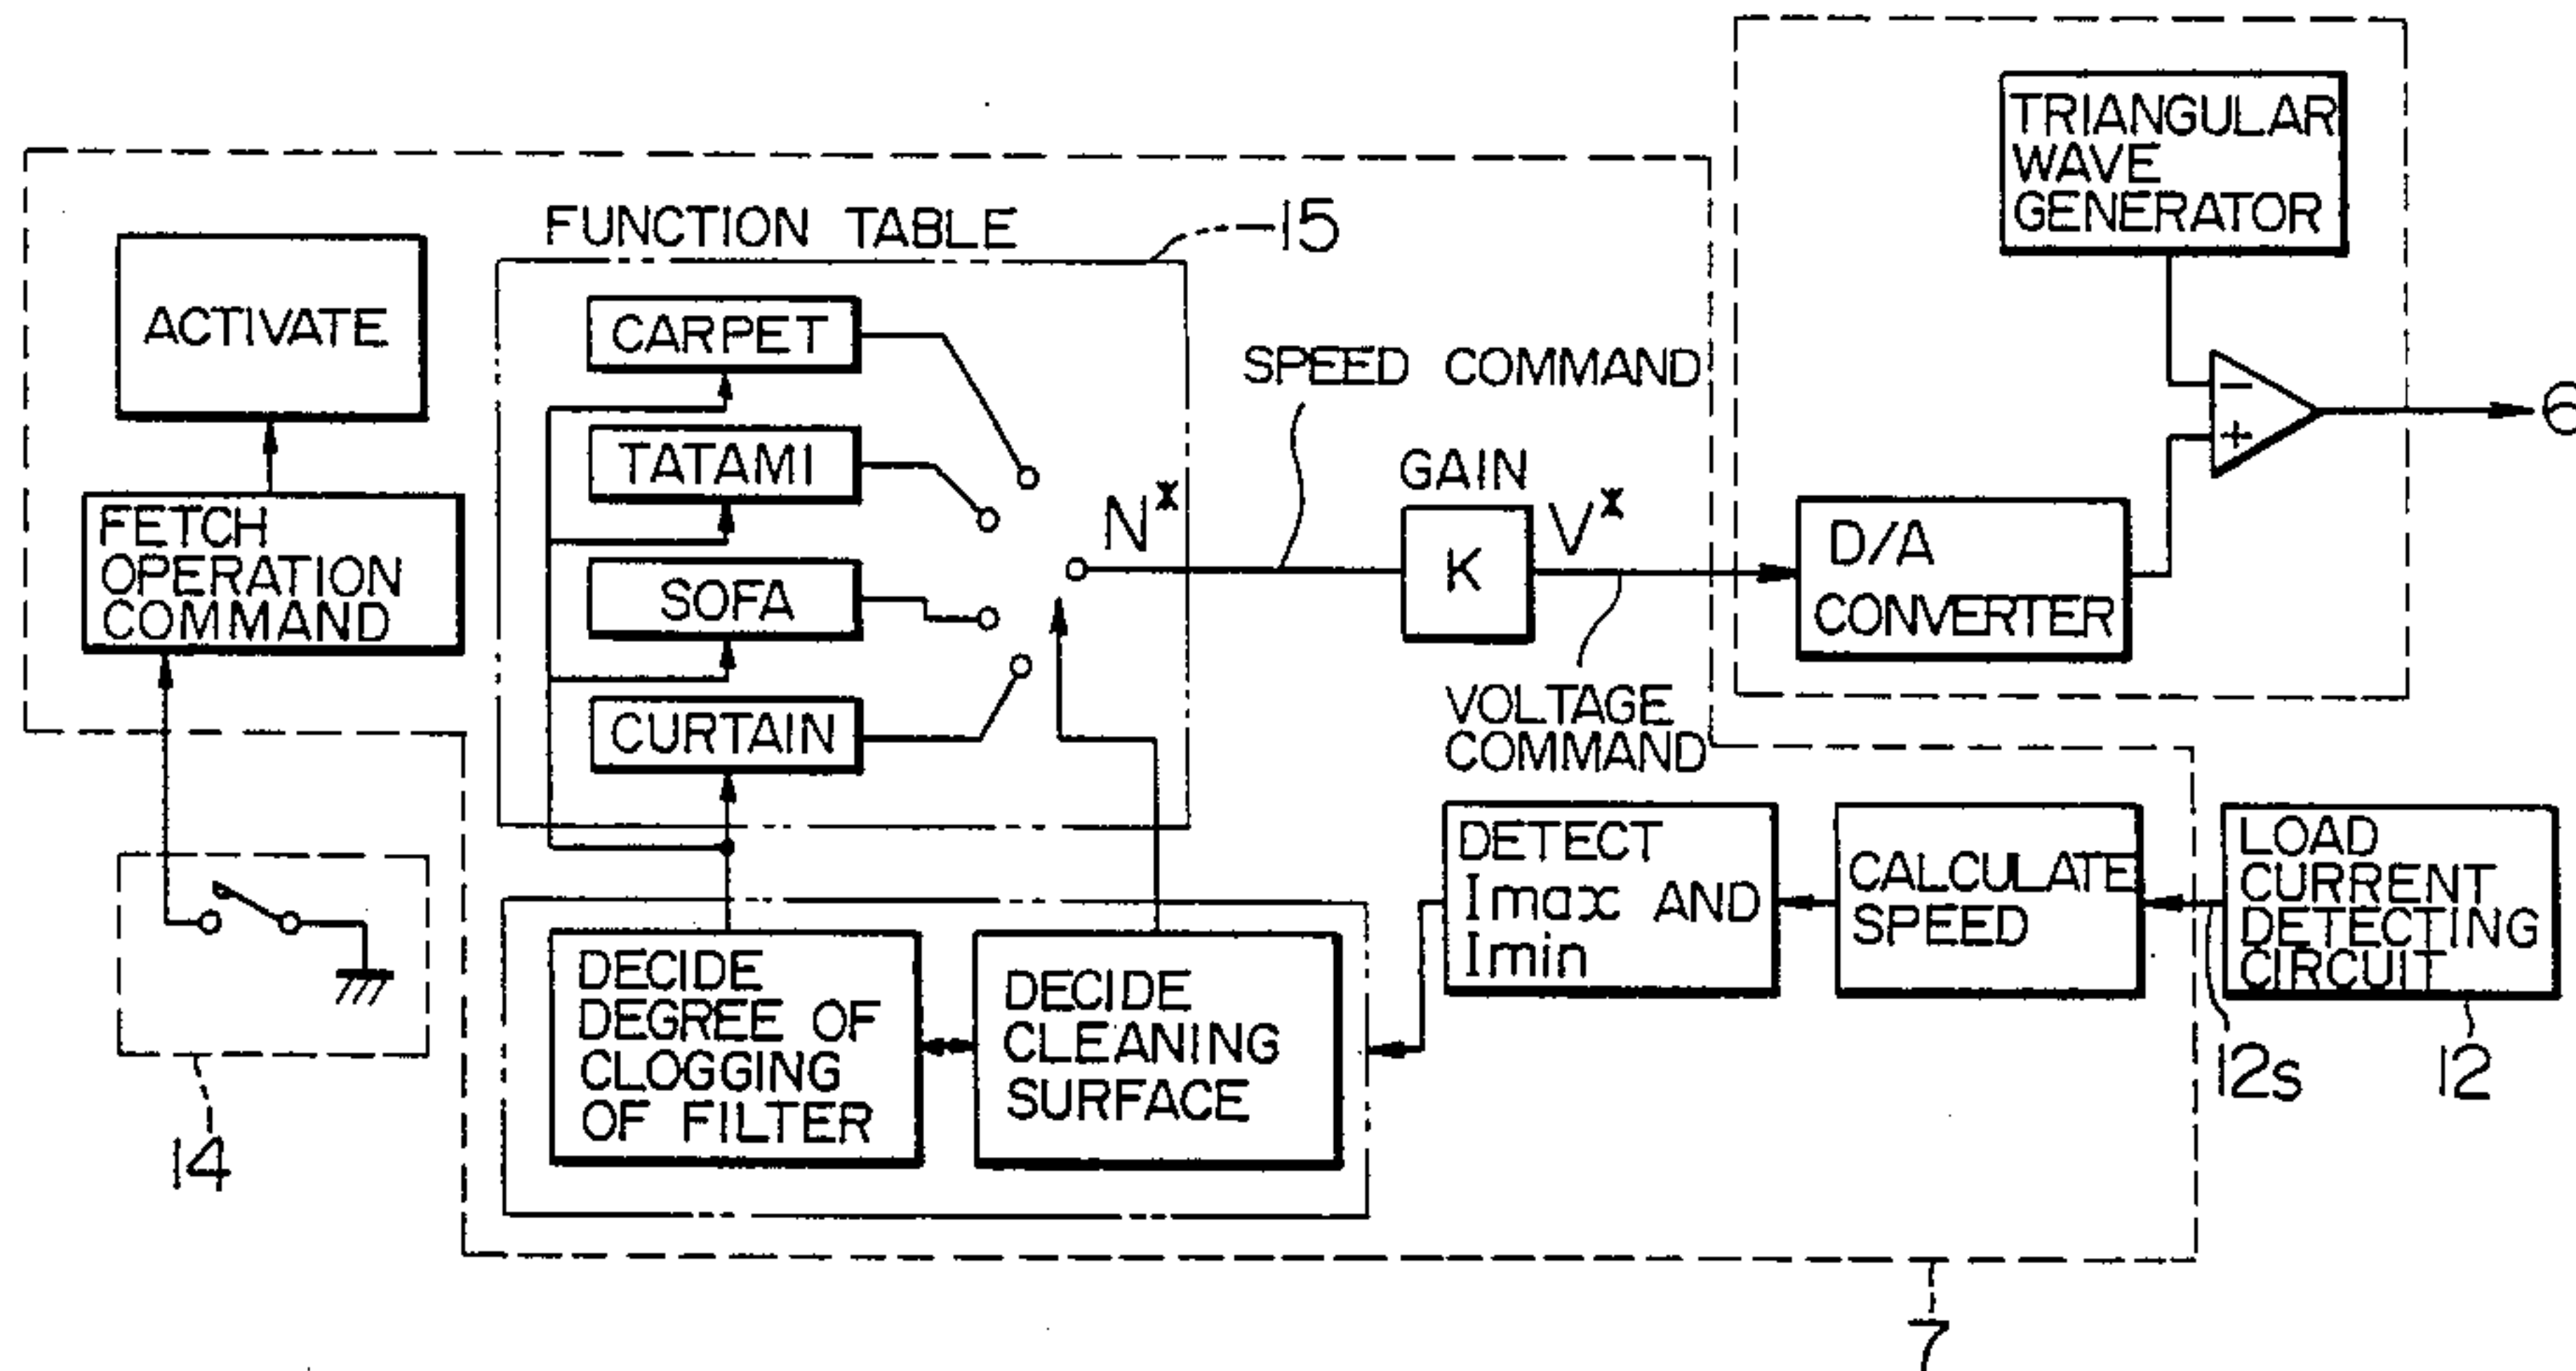 TRIANGULAR
WAVE
GENERATOR
FUNCTION TABLE
15
ACTIVATE
CARPET
SPEED COMMAND
6
TATAMI
GAIN
N*
FETCH
OPERATION
COMMAND
K
V*
D/A
CONVERTER
SOFA
CURTAIN
VOLTAGE
COMMAND
DETECT
Imax AND
Imin
CALCULATE
SPEED
LOAD
CURRENT
DETECTING
CIRCUIT
DECIDE
DEGREE OF
CLOGGING
OF FILTER
DECIDE
CLEANING
SURFACE
12s
12
14
7